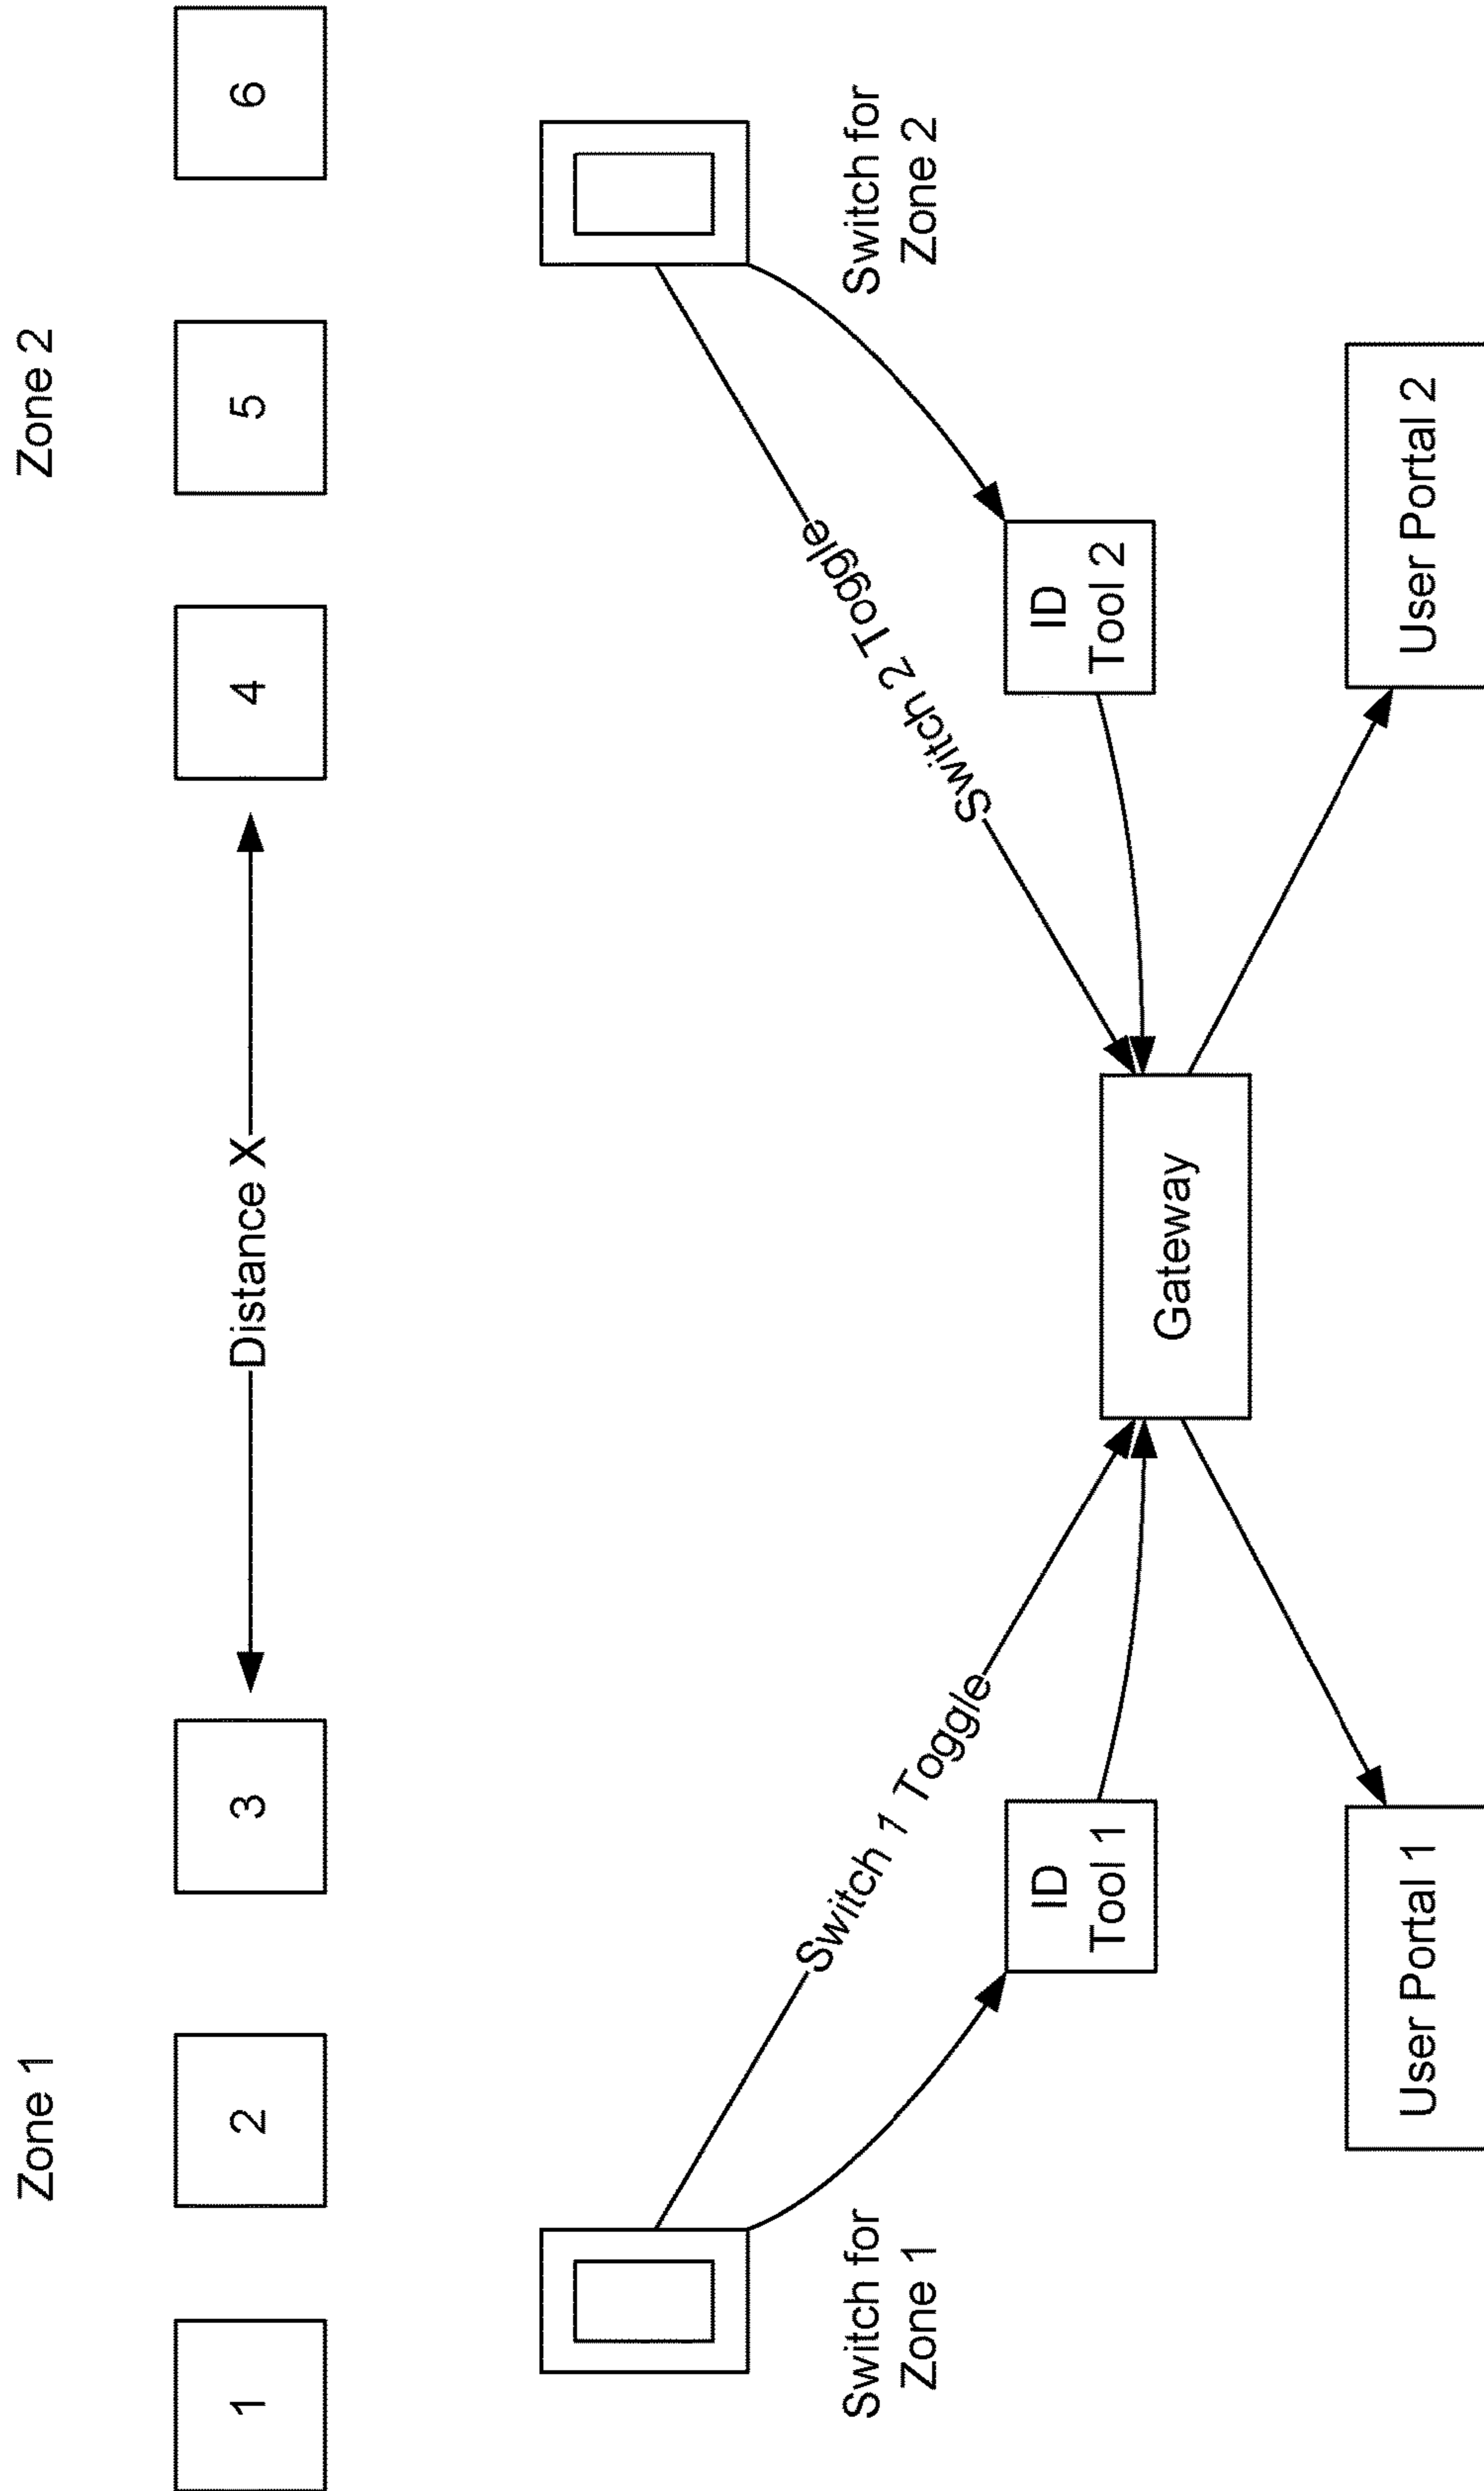 Zone 1
Zone 2
1
2
3
Distance X
4
5
6
Switch 1 Toggle
Switch 2 Toggle
Switch for
Zone 1
Switch for
Zone 2
ID
Tool 1
ID
Tool 2
Gateway
User Portal 1
User Portal 2